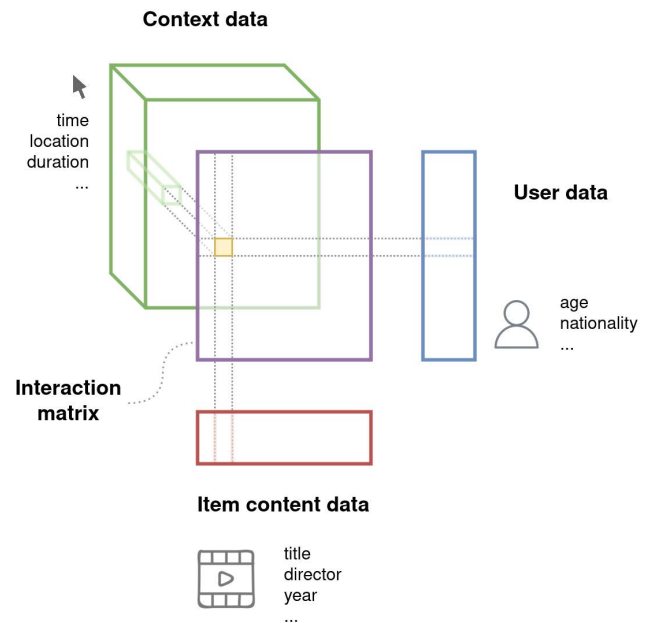 Context data
time
location
duration
...
User data
age
nationality
...
Interaction
matrix
Item content data
title
director
year
...